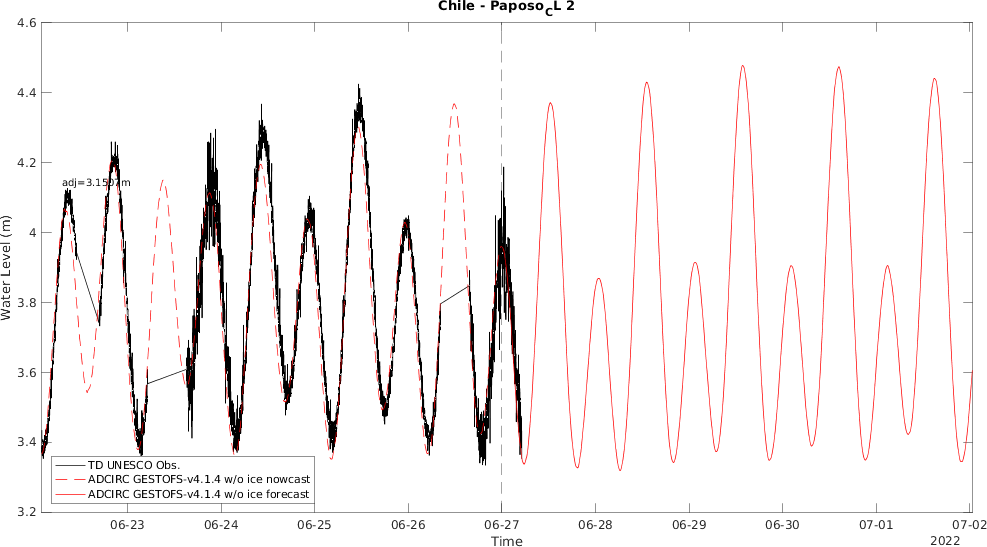 Chile - Paposo_CL 2
Water Level (m)
4.6
4.4
4.2
4
3.8
3.6
3.4
3.2
adj=3.1507m
TD UNESCO Obs.
ADCIRC GESTOFS-v4.1.4 w/o ice nowcast
ADCIRC GESTOFS-v4.1.4 w/o ice forecast
06-23 06-24 06-25 06-26 06-27 06-28 06-29 06-30 07-01 07-02
Time
2022